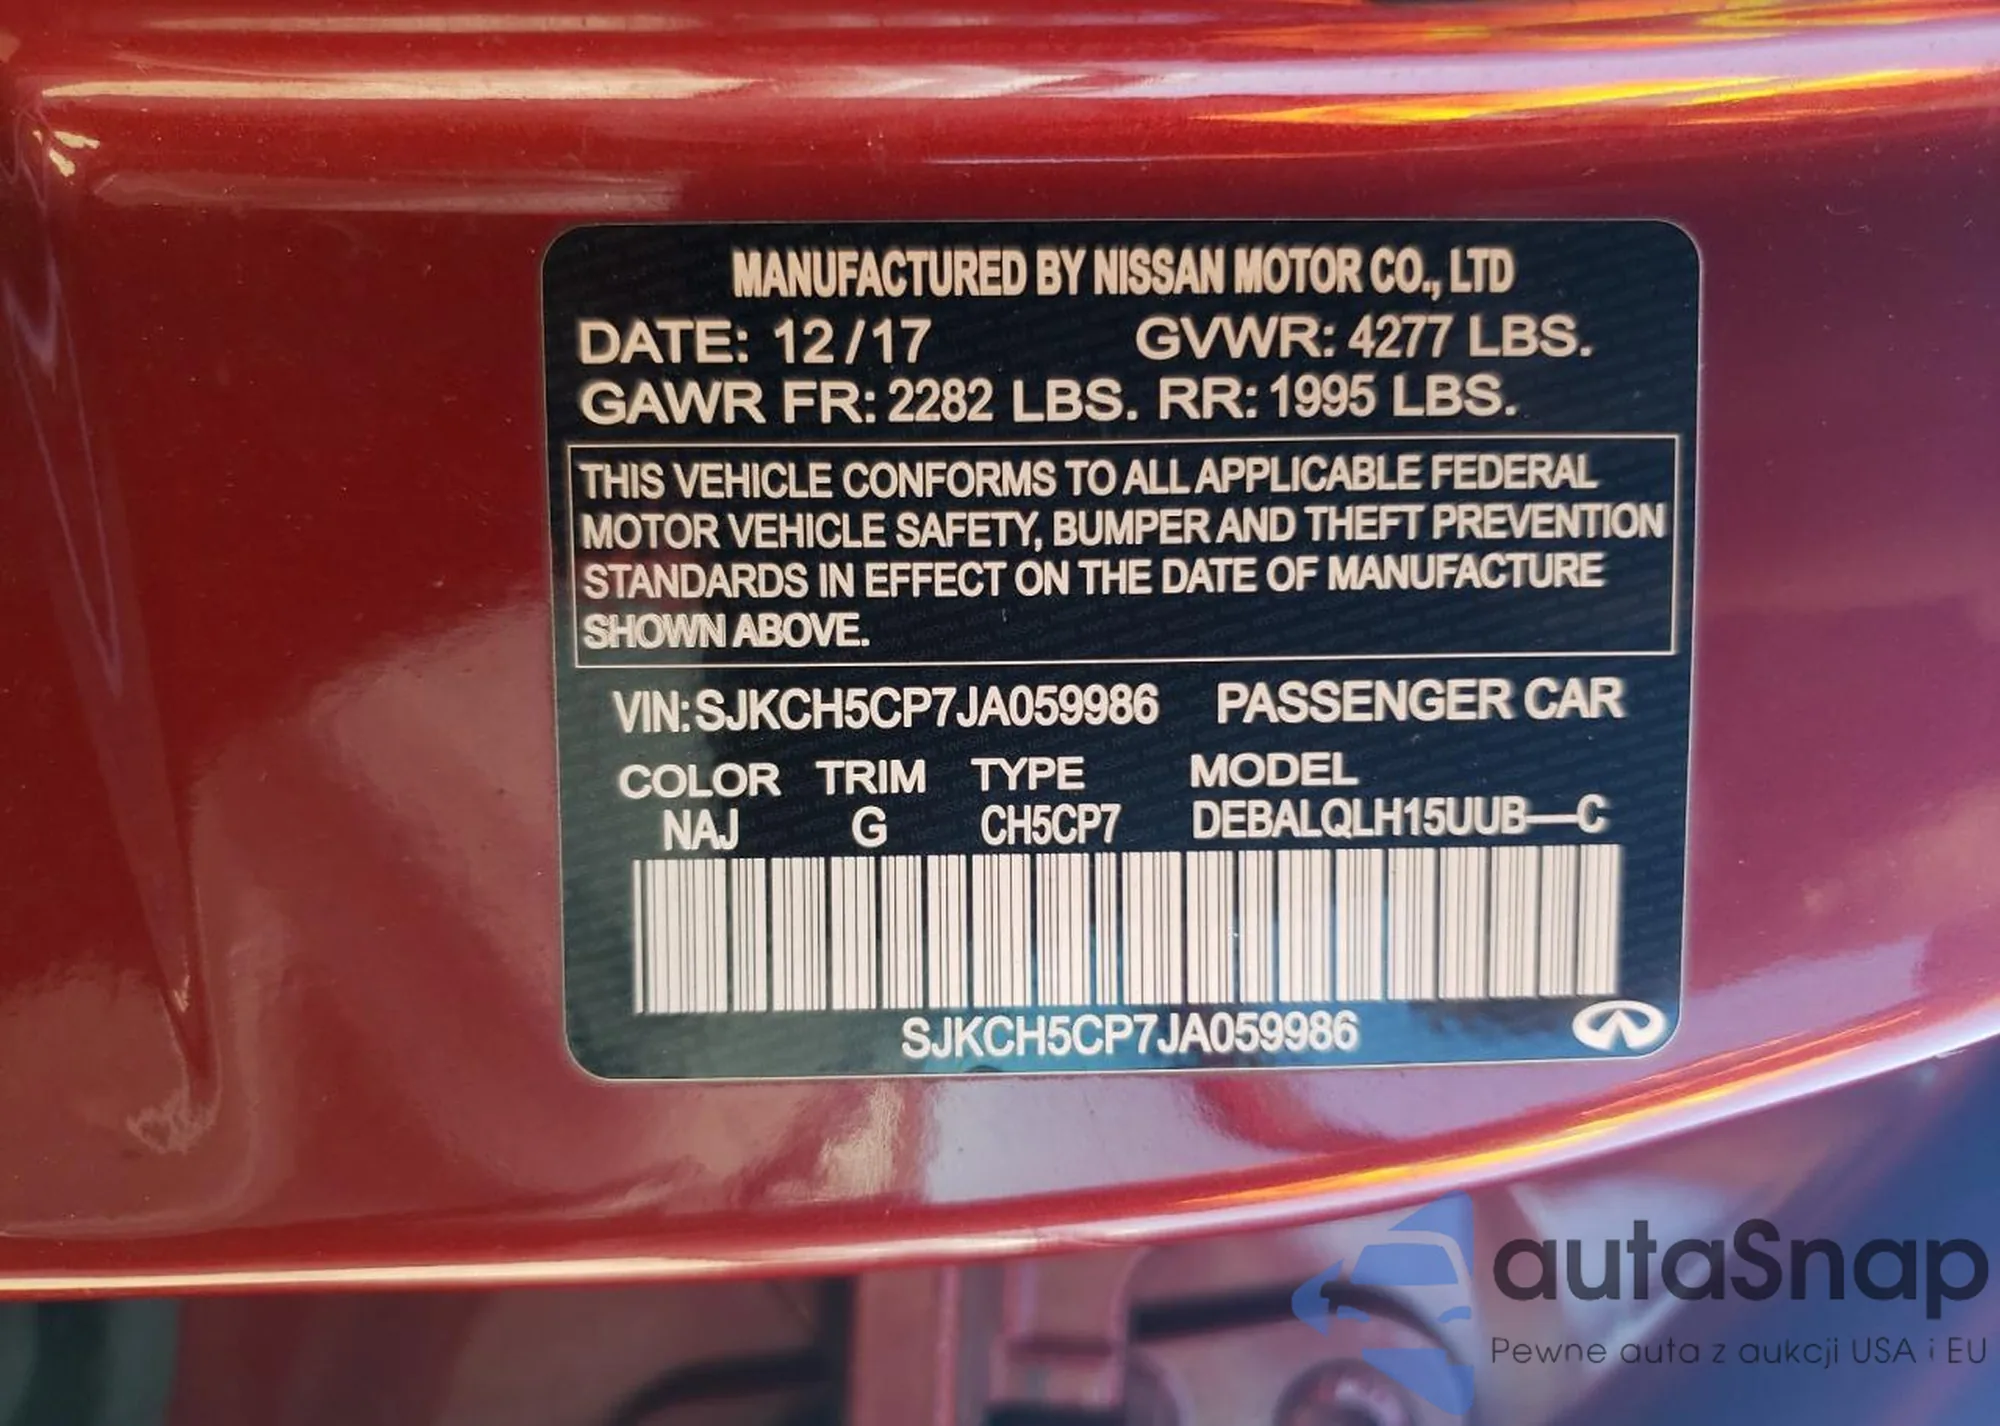 MANUFACTURED BY NISSAN MOTOR CO., LTD
DATE: 12/17 GVWR: 4277 LBS.
GAWR FR: 2282 LBS. RR: 1995 LBS.
THIS VEHICLE CONFORMS TO ALL APPLICABLE FEDERAL
MOTOR VEHICLE SAFETY, BUMPER AND THEFT PREVENTION
STANDARDS IN EFFECT ON THE DATE OF MANUFACTURE
SHOWN ABOVE.
VIN: SJKCH5CP7JA059986 PASSENGER CAR
COLOR TRIM TYPE MODEL
NAJ G CH5CP7 DEBALQLH15UUB—C
SJKCH5CP7JA059986
autaSnap
Pewne auta z aukcji USA i EU